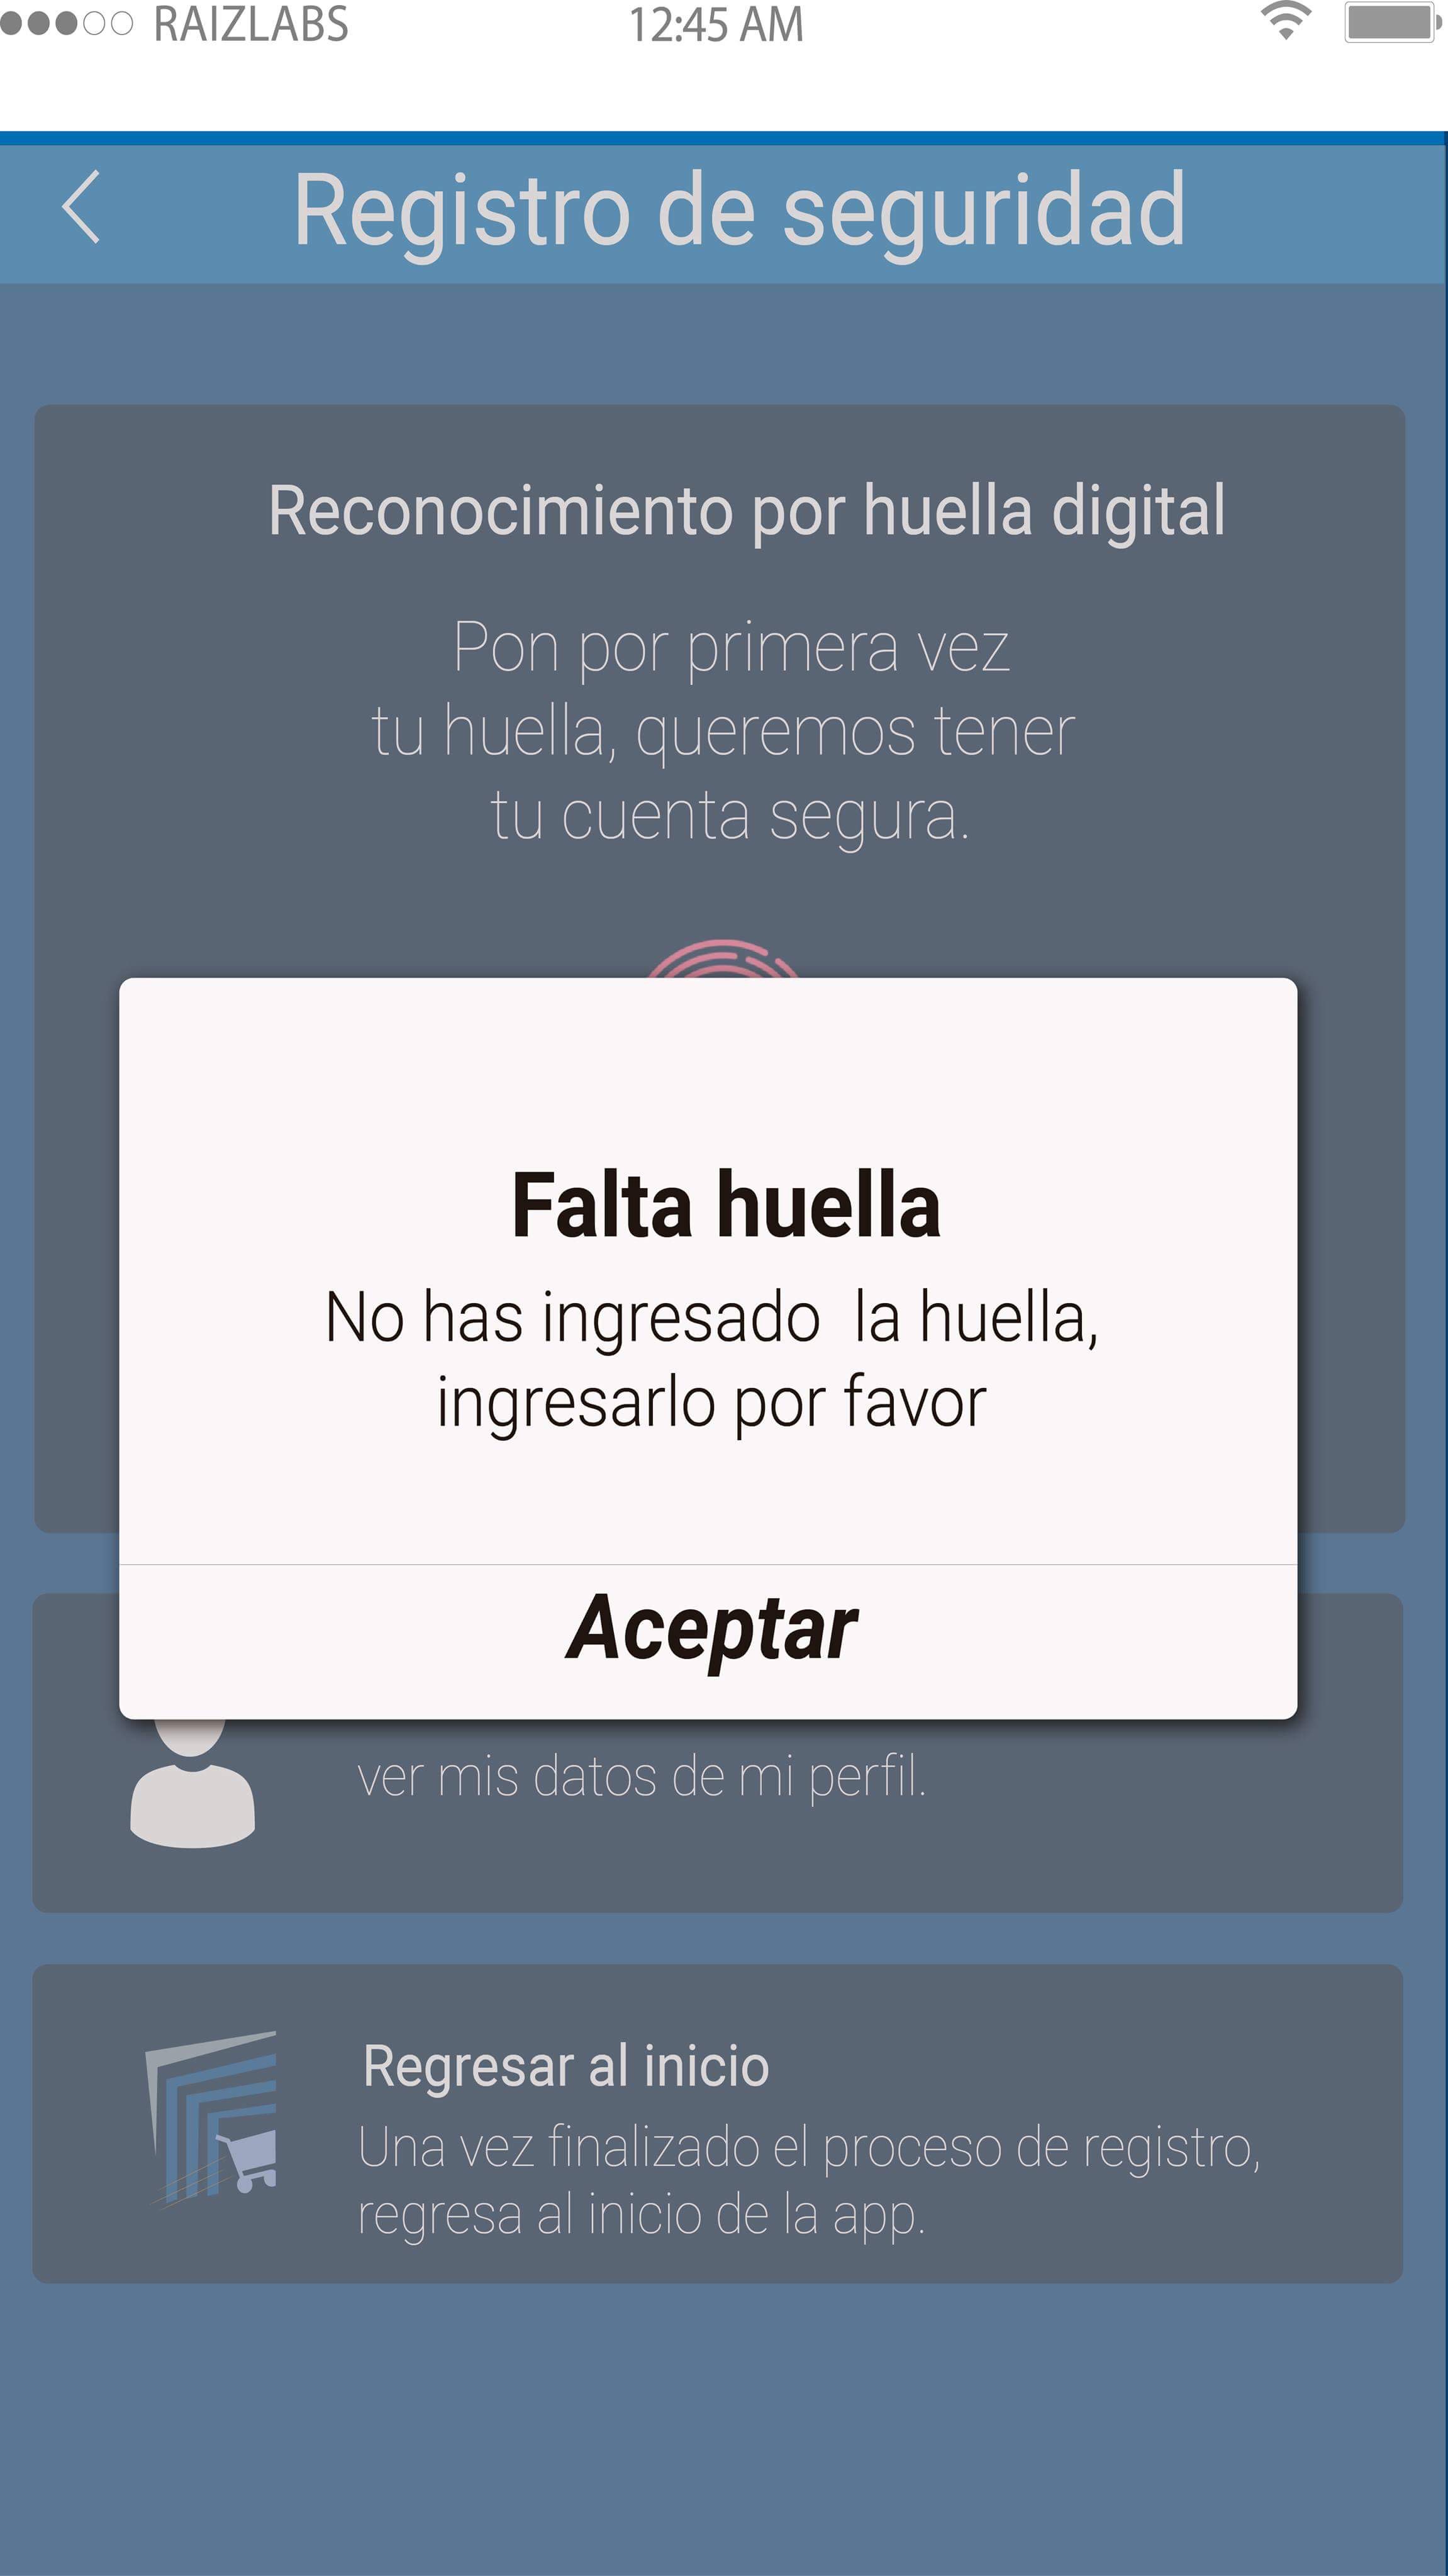 RAIZLABS 12:45 AM
Registro de seguridad
Reconocimiento por huella digital
Pon por primera vez
tu huella, queremos tener
tu cuenta segura.
Falta huella
No has ingresado la huella,
ingresarlo por favor
Aceptar
ver mis datos de mi perfil.
Regresar al inicio
Una vez finalizado el proceso de registro,
regresa al inicio de la app.